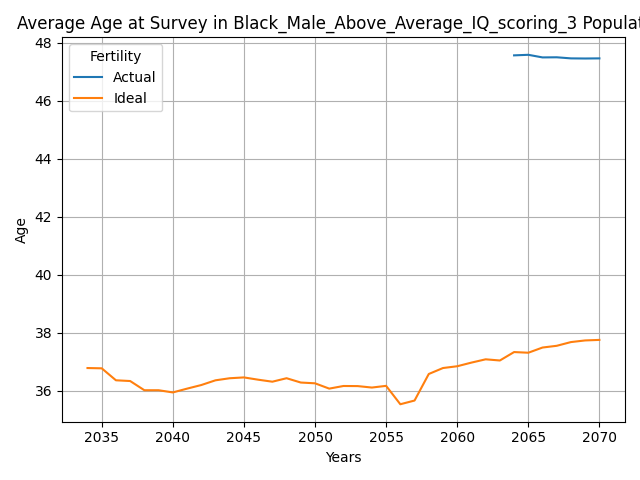 Average Age at Survey in Black_Male_Above_Average_IQ_scoring_3 Populat
48
46
44
42
40
38
36
Age
Fertility
Actual
Ideal
2035 2040 2045 2050 2055 2060 2065 2070
Years